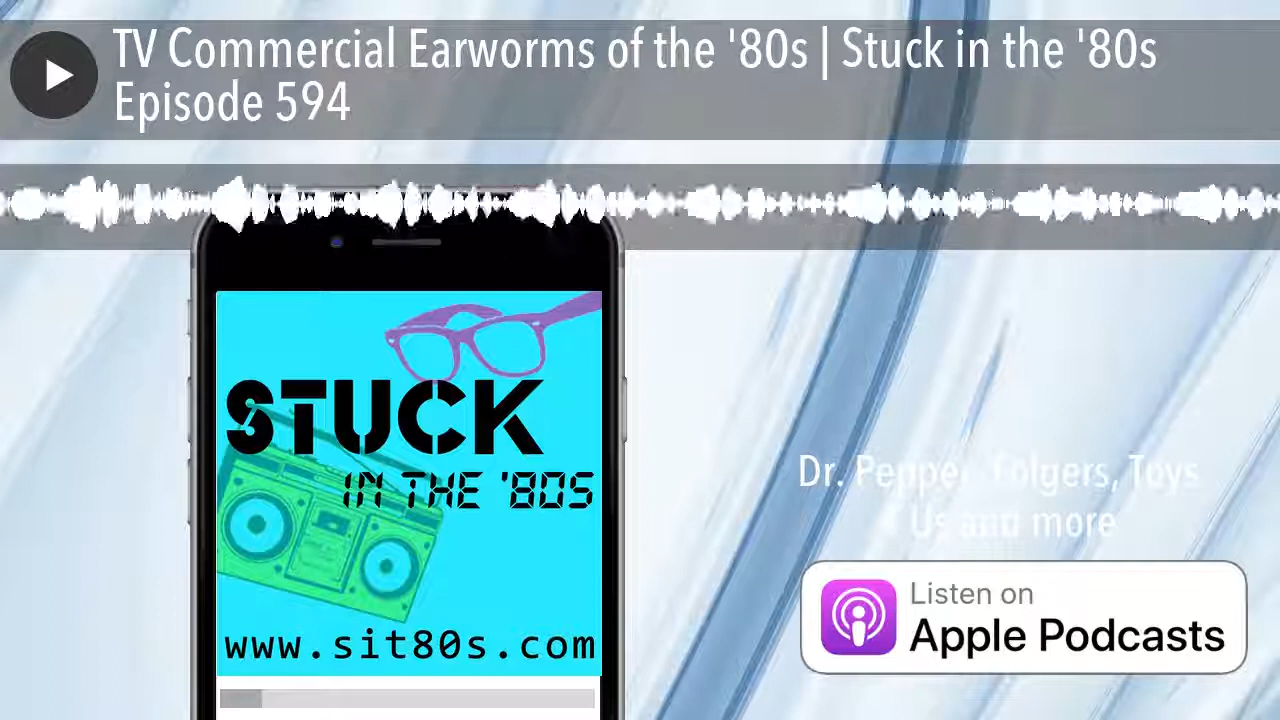 TV Commercial Earworms of the '80s | Stuck in the '80s
Episode 594
STUCK
IN THE '80S
www.sit80s.com
Dr. Pepper, Folgers, Toys
Us and more
Listen on
Apple Podcasts